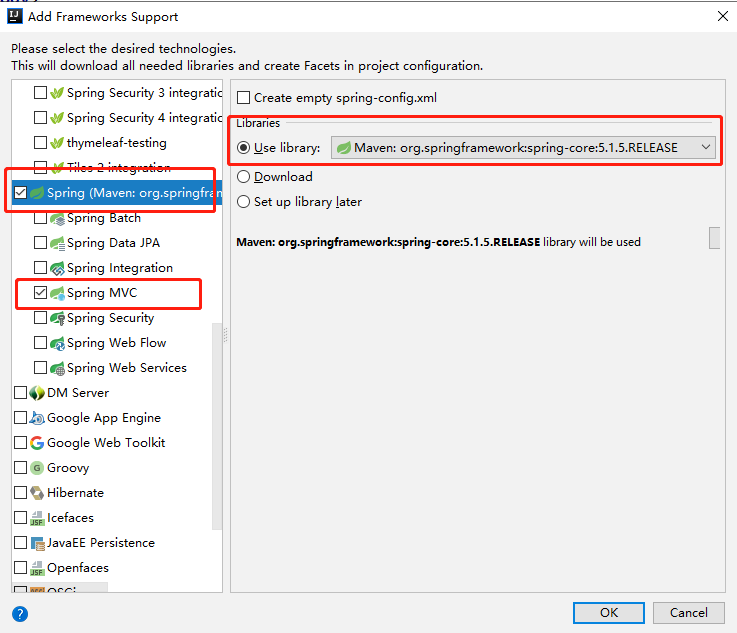 Add Frameworks Support
Please select the desired technologies.
This will download all needed libraries and create Facets in project configuration.
Spring Security 3 integratic
Spring Security 4 integratic
thymeleaf-testing
Tiles 2 integration
Spring (Maven: org.springfram
Spring Batch
Spring Data JPA
Spring Integration
Spring MVC
Spring Security
Spring Web Flow
Spring Web Services
DM Server
Google App Engine
Google Web Toolkit
Groovy
Hibernate
Icefaces
JavaEE Persistence
Openfaces
OSGi
Create empty spring-config.xml
Libraries
Use library:
Maven: org.springframework:spring-core:5.1.5.RELEASE
Download
Set up library later
Maven: org.springframework:spring-core:5.1.5.RELEASE library will be used
OK
Cancel